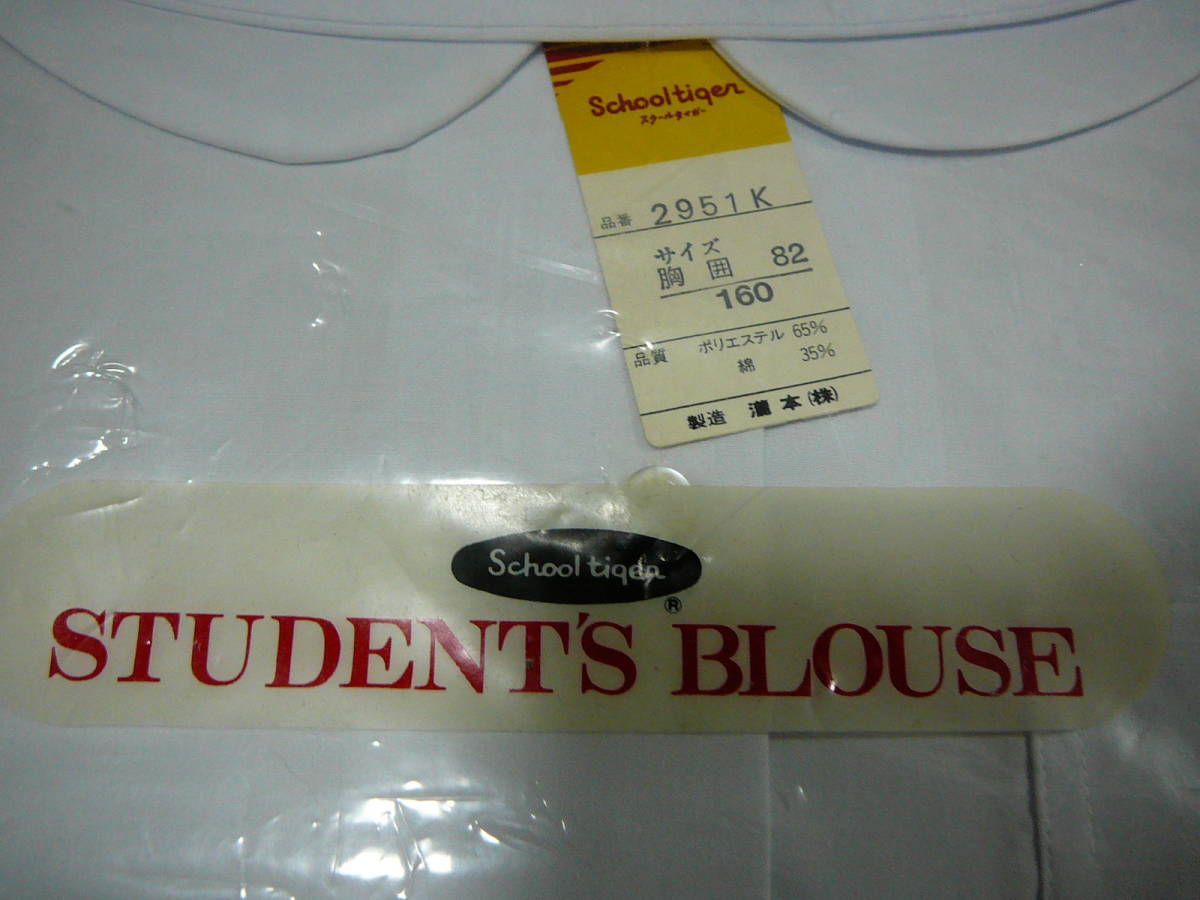 Schooltiger
スクールタイガー
品番 2951K
サイズ
胸囲 82
160
品質 ポリエステル 65%
綿 35%
製造 瀧本(株)
School tiger
®
STUDENT'S BLOUSE